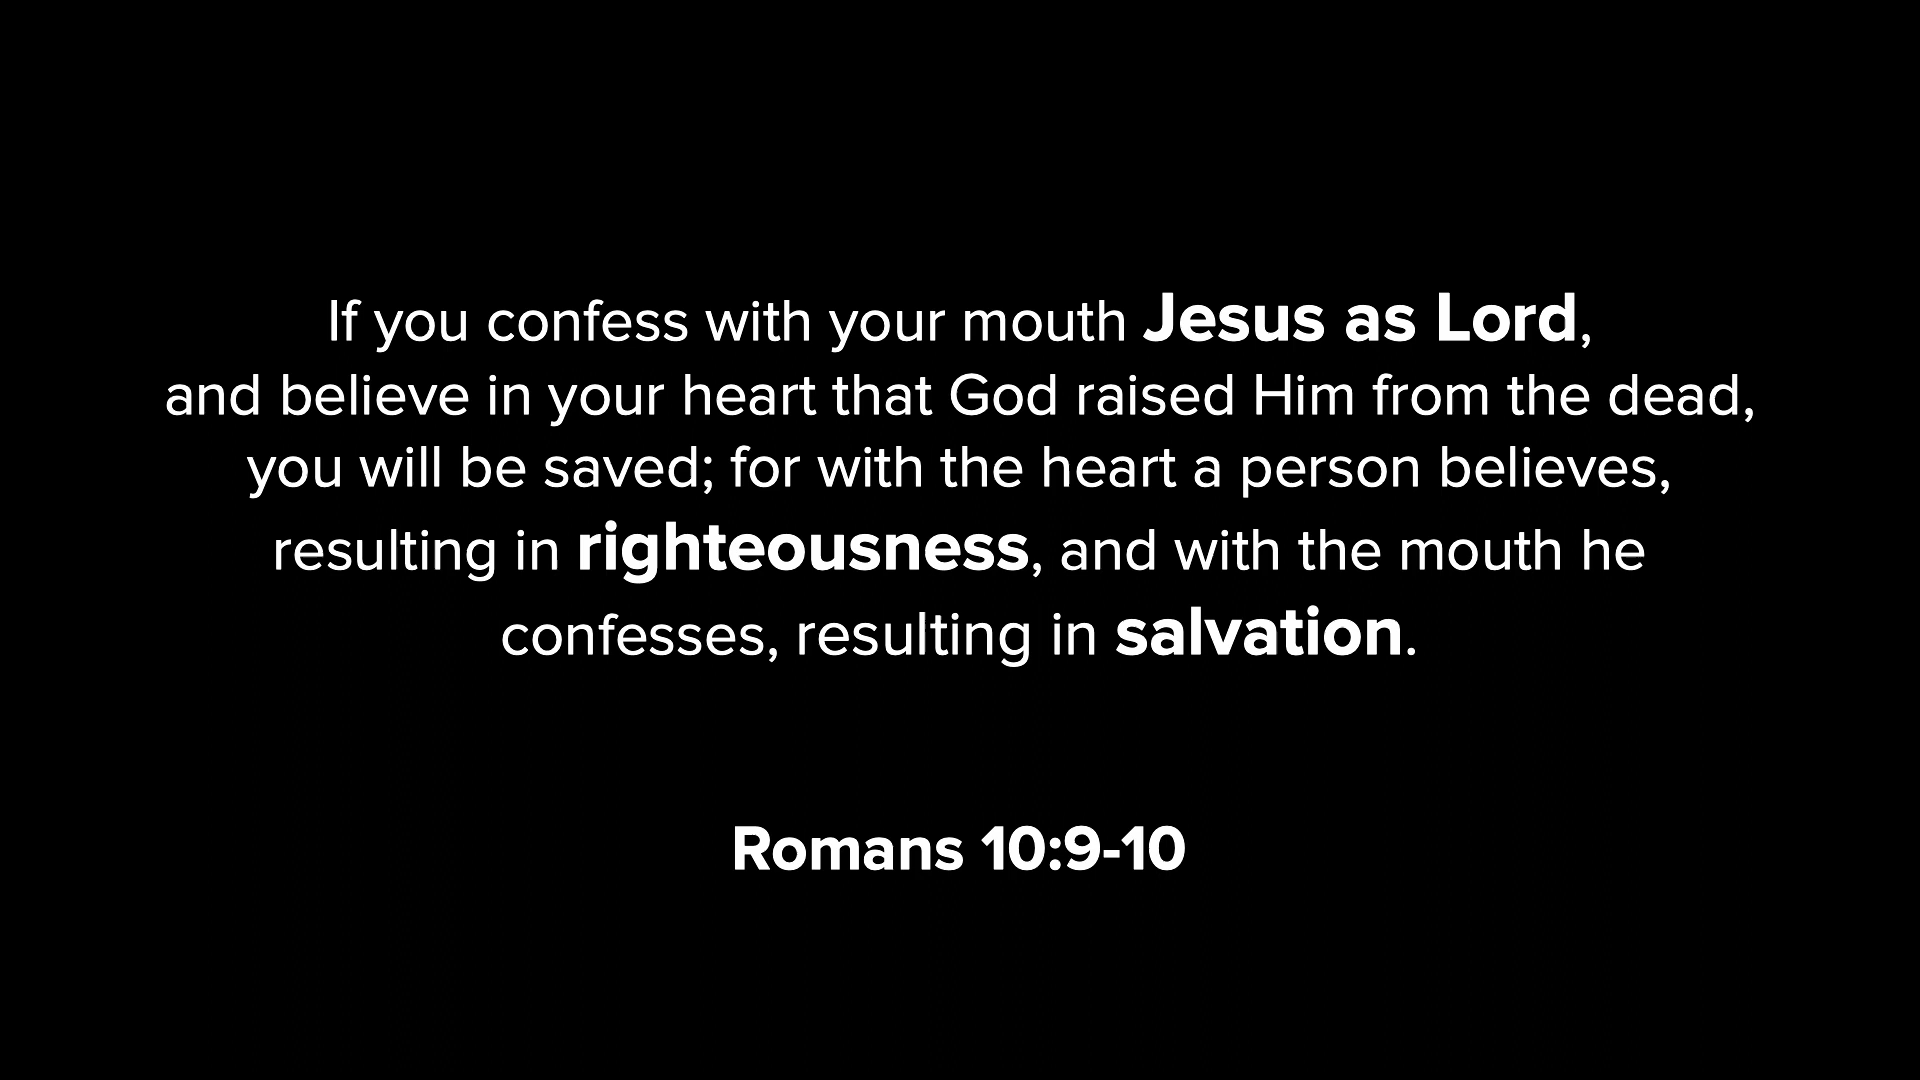 If you confess with your mouth Jesus as Lord,
and believe in your heart that God raised Him from the dead,
you will be saved; for with the heart a person believes,
resulting in righteousness, and with the mouth he
confesses, resulting in salvation.
Romans 10:9-10